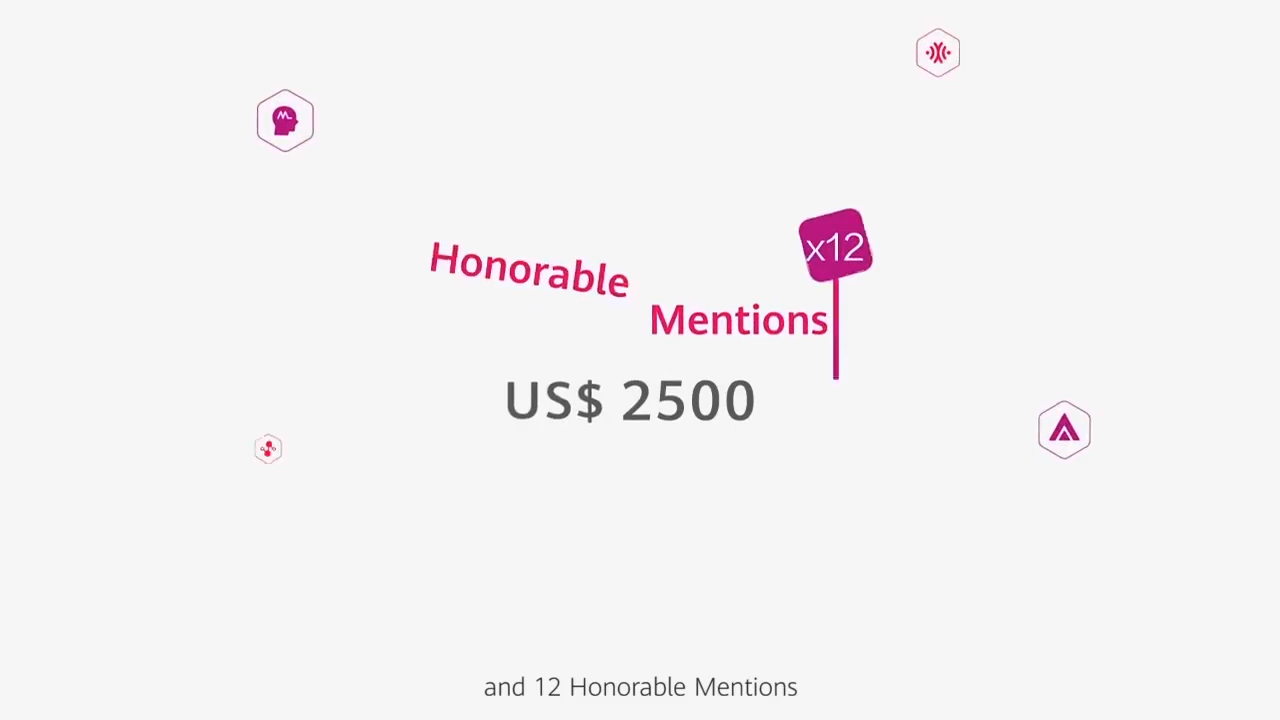 x12
Honorable
Mentions
US$ 2500
and 12 Honorable Mentions